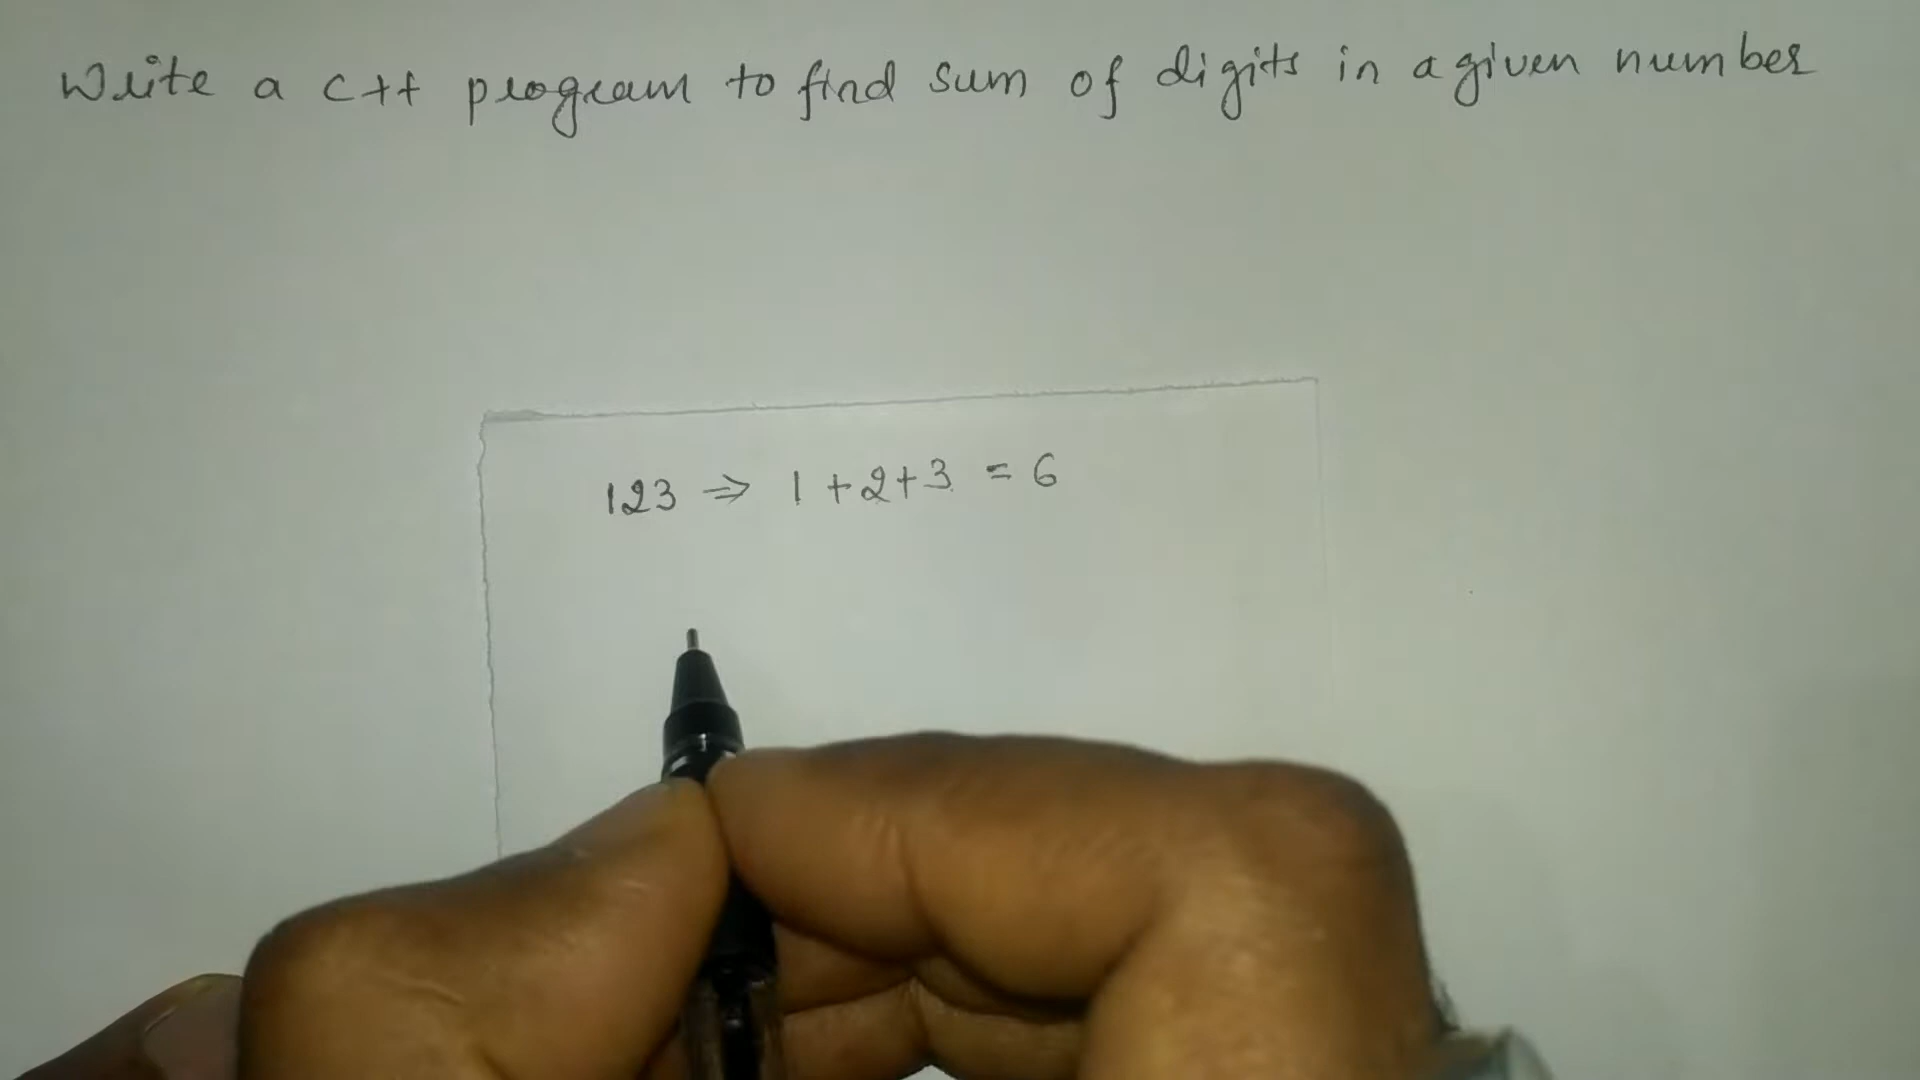 Write a c++ program to find sum of digits in a given number
123 ⇒ 1+2+3 = 6